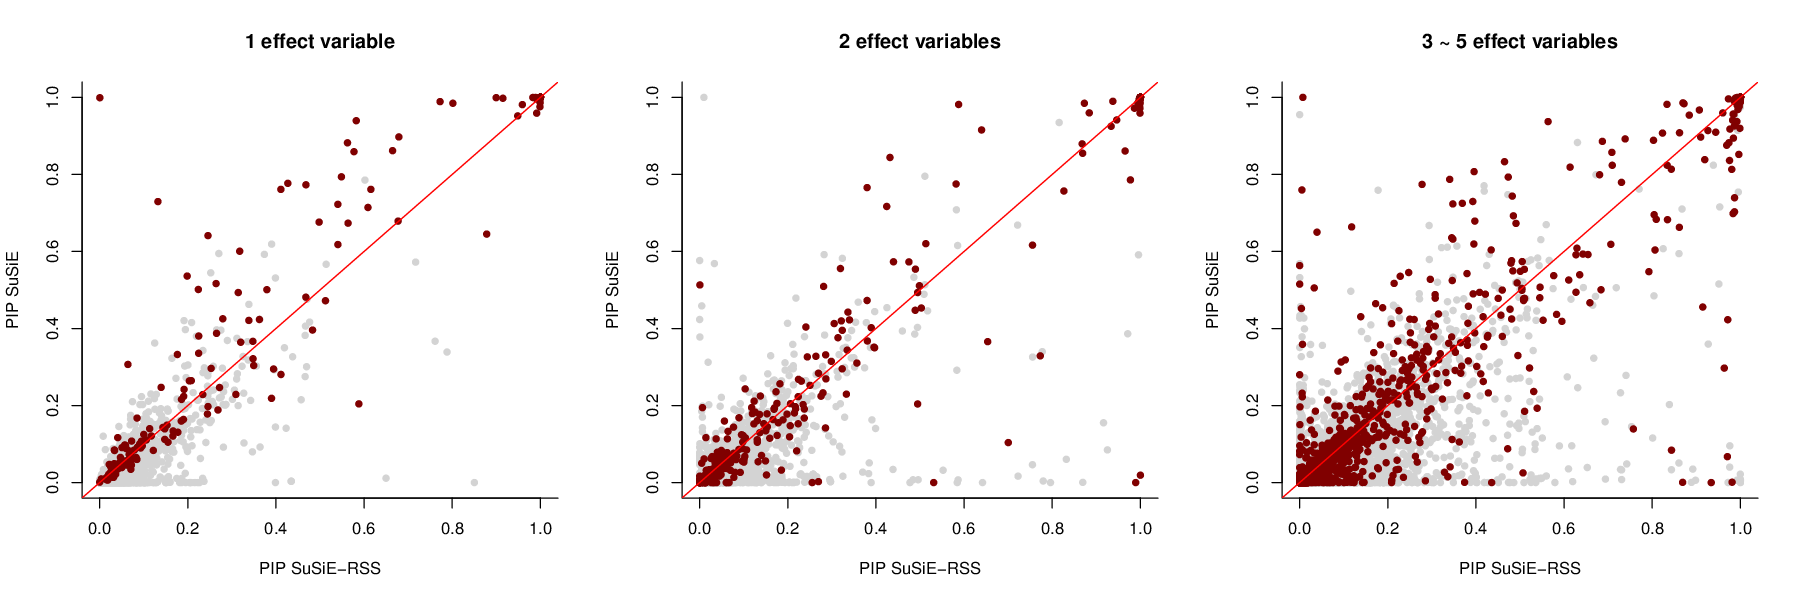 1 effect variable
PIP SuSiE
1.0
0.8
0.6
0.4
0.2
0.0
0.0 0.2 0.4 0.6 0.8 1.0
PIP SuSiE−RSS
2 effect variables
PIP SuSiE
1.0
0.8
0.6
0.4
0.2
0.0
0.0 0.2 0.4 0.6 0.8 1.0
PIP SuSiE−RSS
3 ~ 5 effect variables
PIP SuSiE
1.0
0.8
0.6
0.4
0.2
0.0
0.0 0.2 0.4 0.6 0.8 1.0
PIP SuSiE−RSS